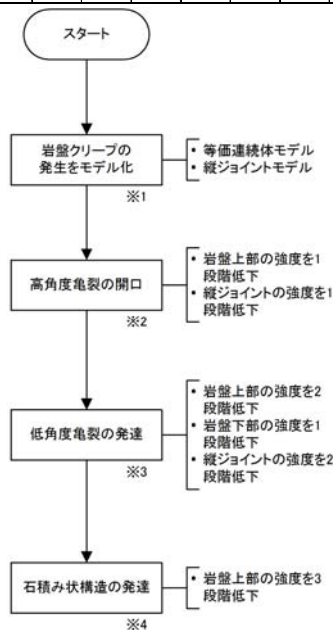 スタート
岩盤クリープの
発生をモデル化
・ 等価連続体モデル
・ 縦ジョイントモデル
※1
高角度亀裂の開口
・ 岩盤上部の強度を1
段階低下
・ 縦ジョイントの強度を1
段階低下
※2
低角度亀裂の発達
・ 岩盤上部の強度を2
段階低下
・ 岩盤下部の強度を1
段階低下
・ 縦ジョイントの強度を2
段階低下
※3
石積み状構造の発達
・ 岩盤上部の強度を3
段階低下
※4